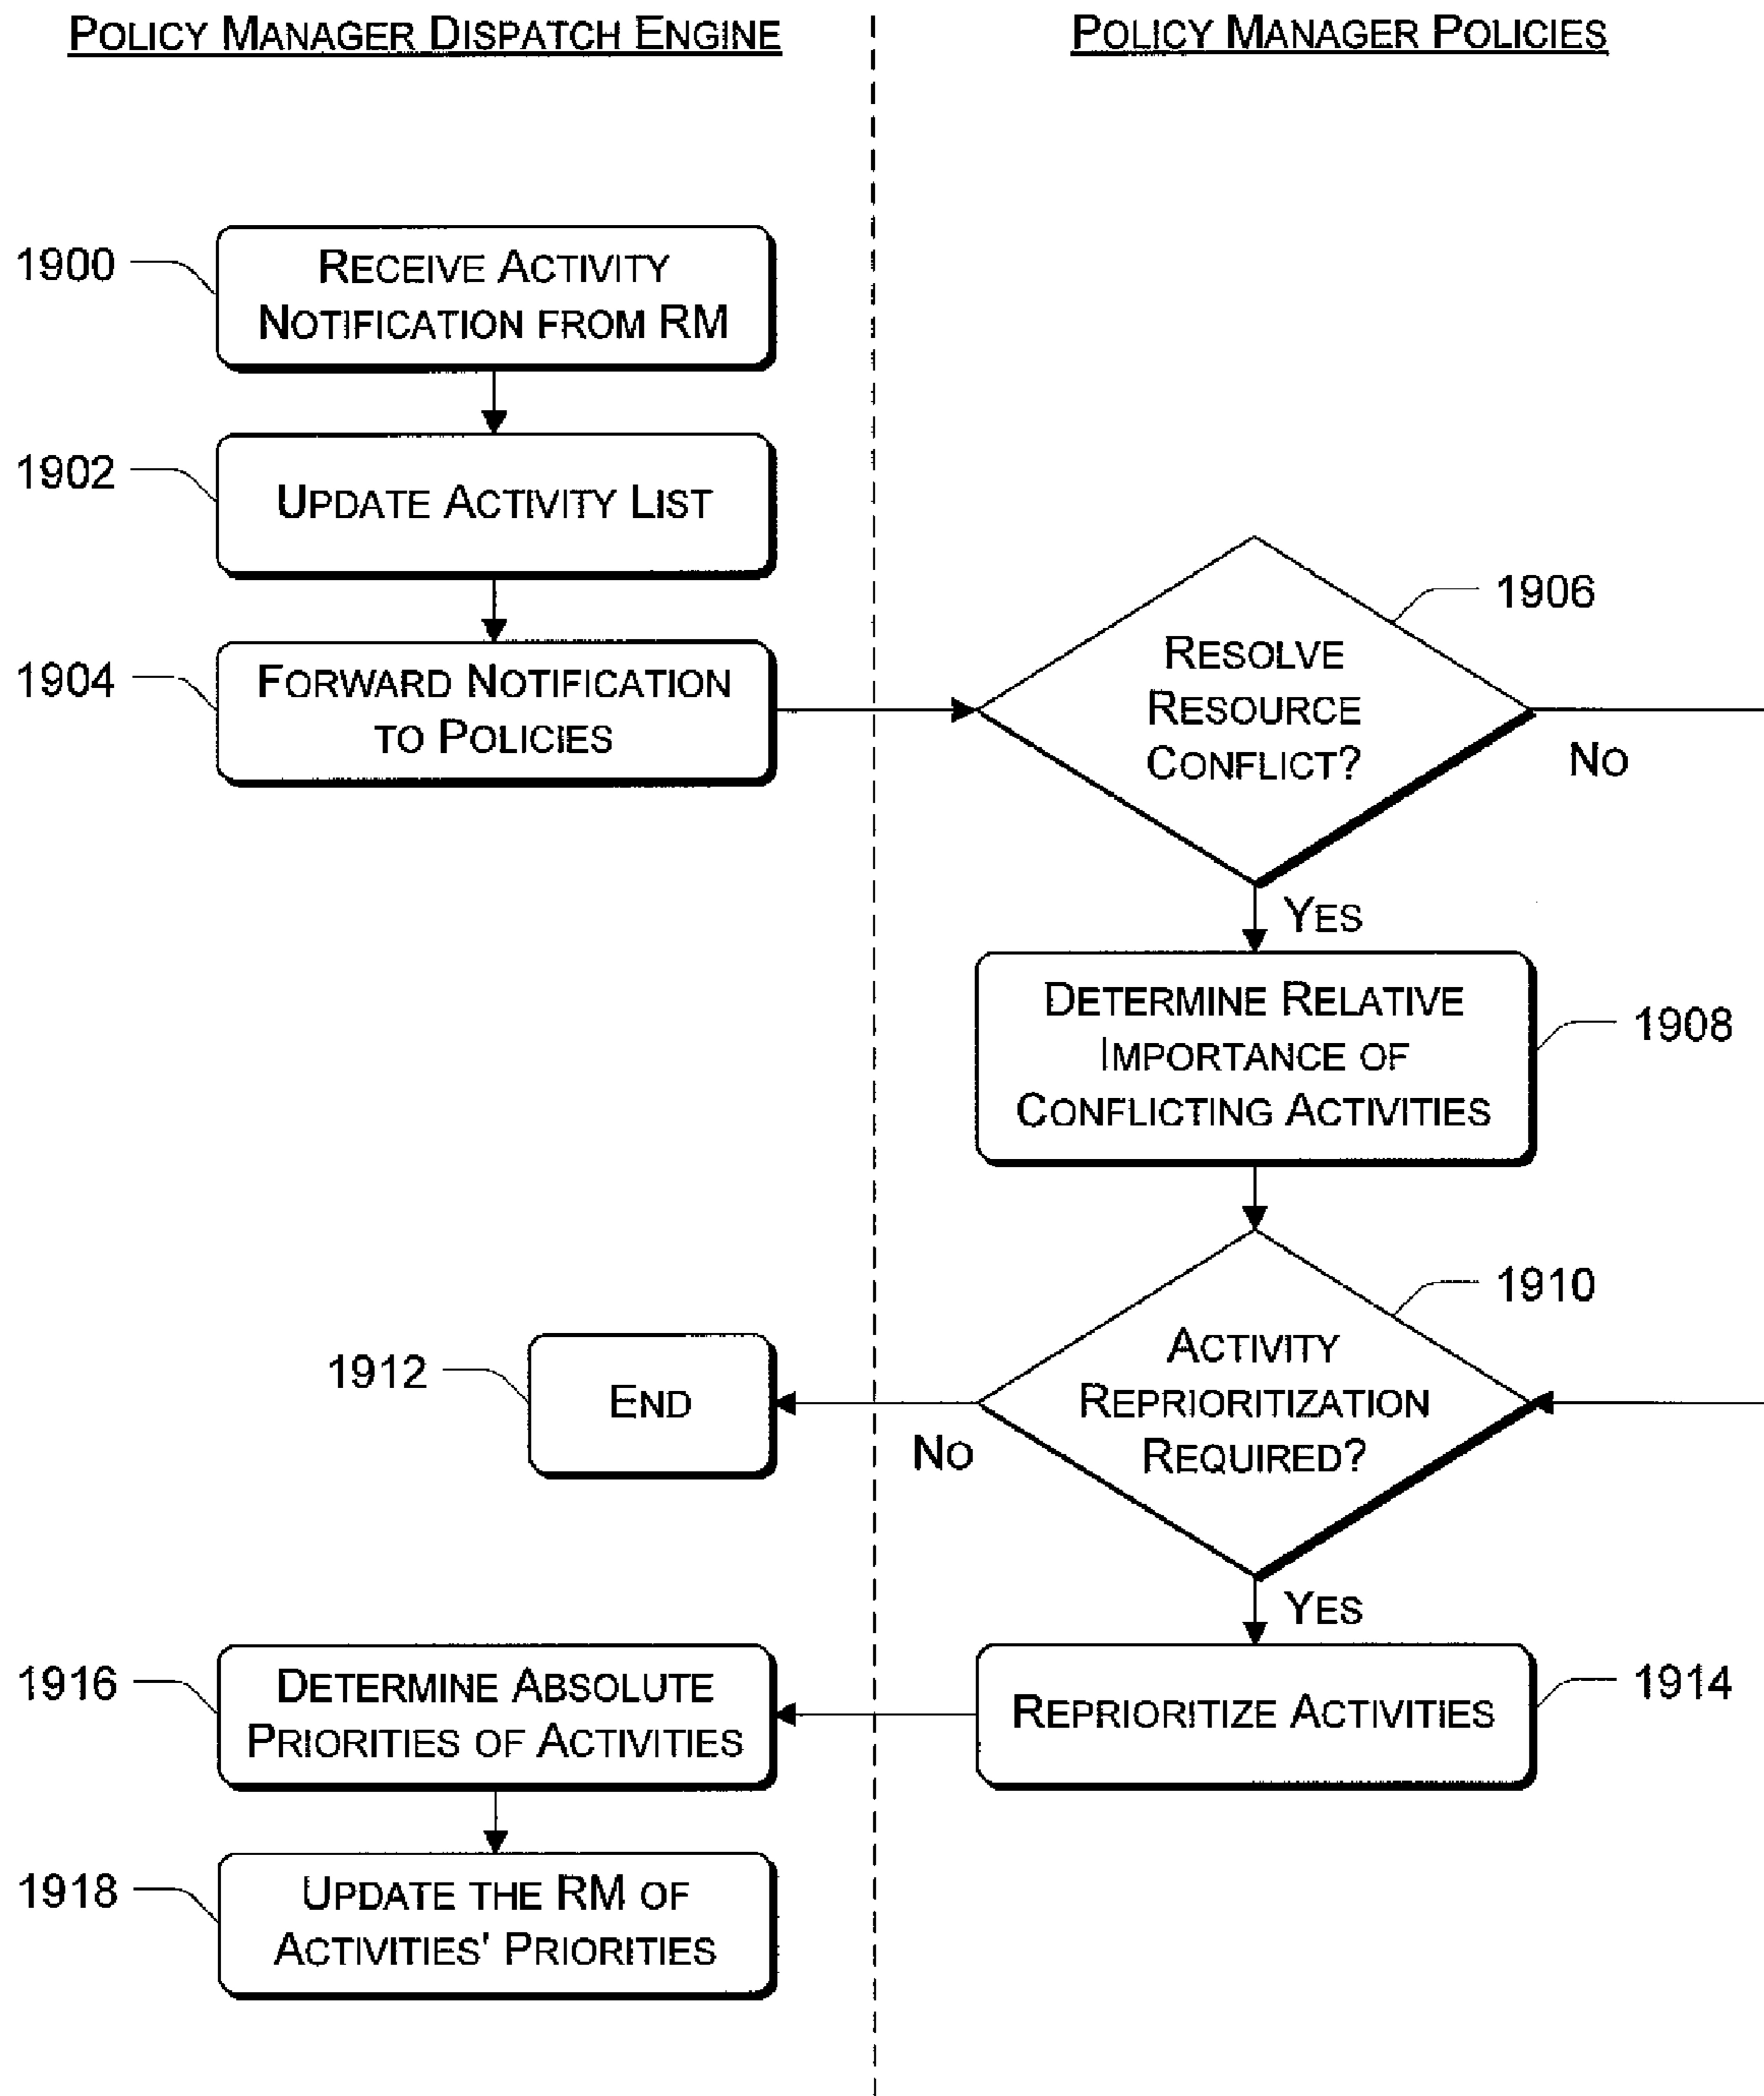 POLICY MANAGER DISPATCH ENGINE
POLICY MANAGER POLICIES
1900
RECEIVE ACTIVITY
NOTIFICATION FROM RM
1902
UPDATE ACTIVITY LIST
1904
FORWARD NOTIFICATION
TO POLICIES
1906
RESOLVE
RESOURCE
CONFLICT?
NO
YES
DETERMINE RELATIVE
IMPORTANCE OF
CONFLICTING ACTIVITIES
1908
1910
ACTIVITY
REPRIORITIZATION
REQUIRED?
1912
END
NO
YES
1914
REPRIORITIZE ACTIVITIES
1916
DETERMINE ABSOLUTE
PRIORITIES OF ACTIVITIES
1918
UPDATE THE RM OF
ACTIVITIES' PRIORITIES